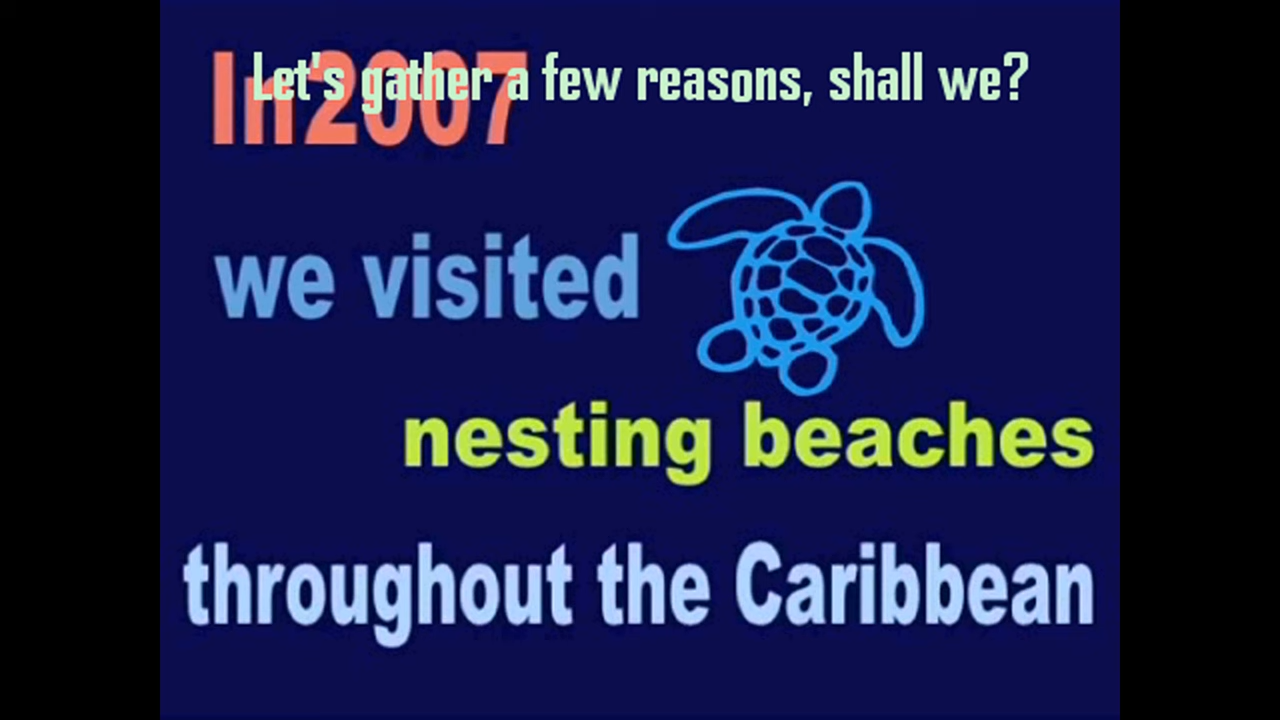 Let's gather a few reasons, shall we?
In 2007
we visited
nesting beaches
throughout the Caribbean